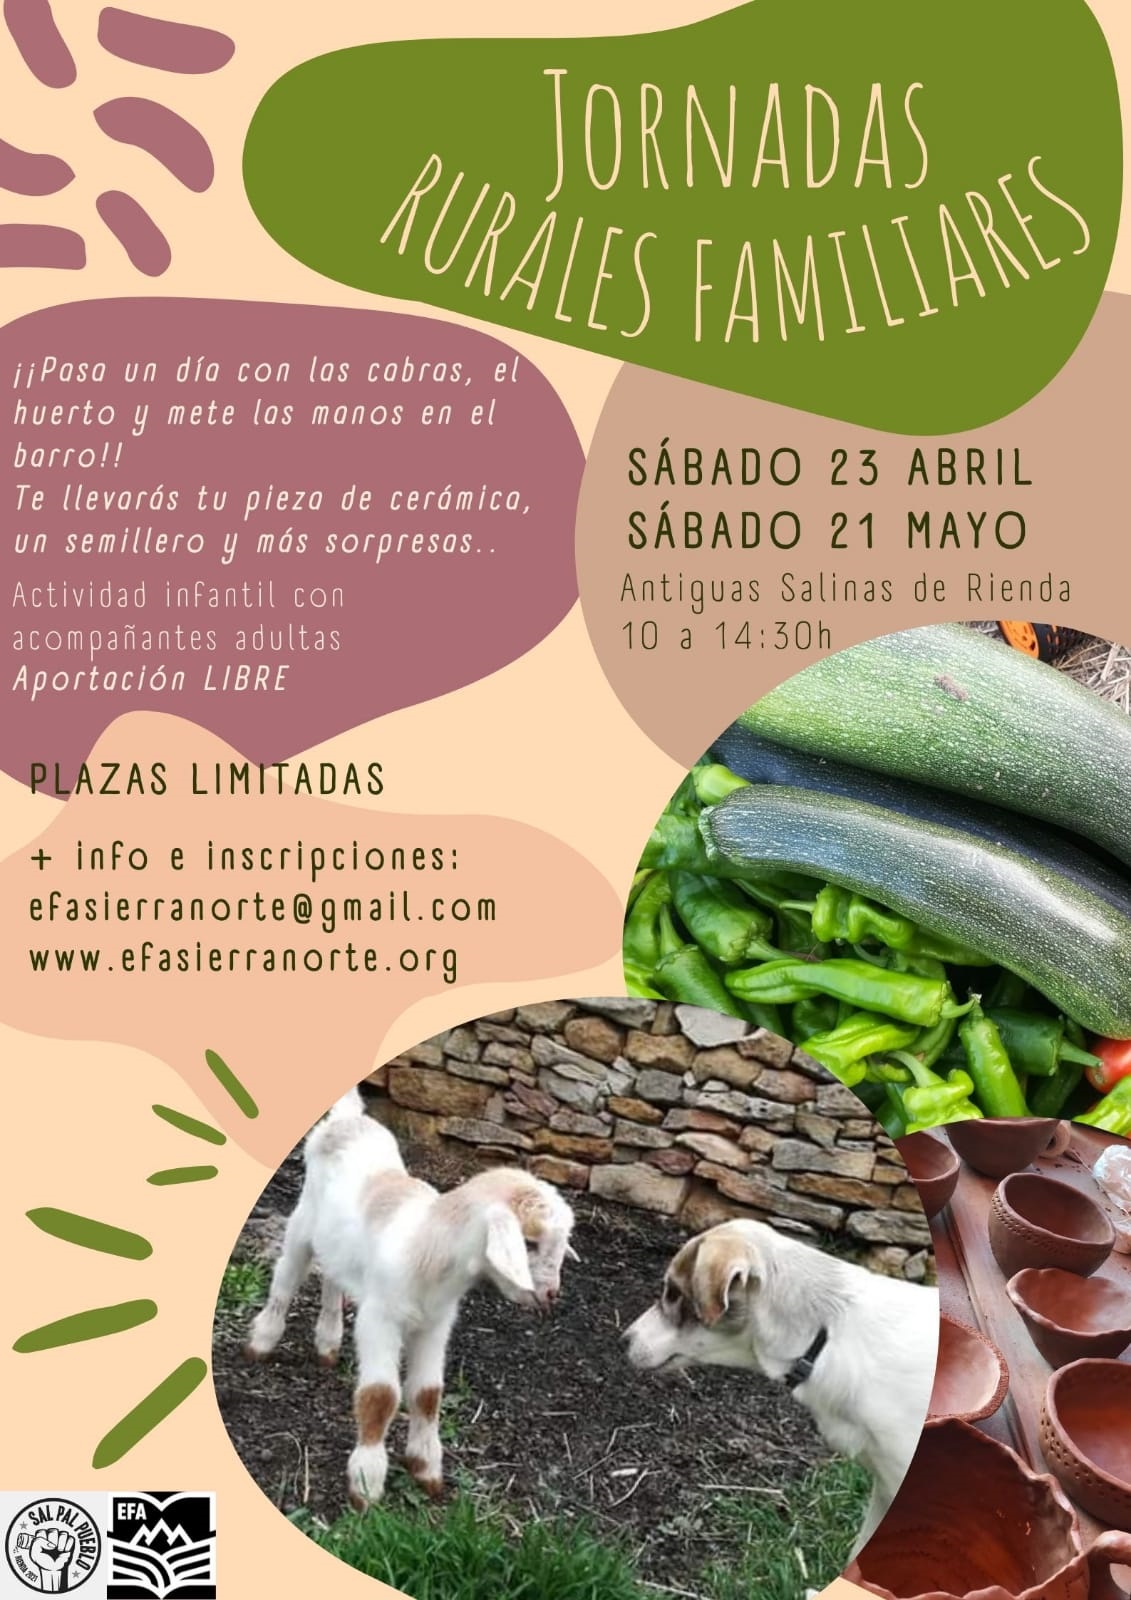 JORNADAS
RURALES FAMILIARES
¡¡Pasa un día con las cabras, el
huerto y mete las manos en el
barro!!
Te llevarás tu pieza de cerámica,
un semillero y más sorpresas..
Actividad infantil con
acompañantes adultas
Aportación LIBRE
SÁBADO 23 ABRIL
SÁBADO 21 MAYO
Antiguas Salinas de Rienda
10 a 14:30h
PLAZAS LIMITADAS
+ info e inscripciones:
efasierranorte@gmail.com
www.efasierranorte.org
SAL PAL PUEBLO
RIENDA 2021
EFA